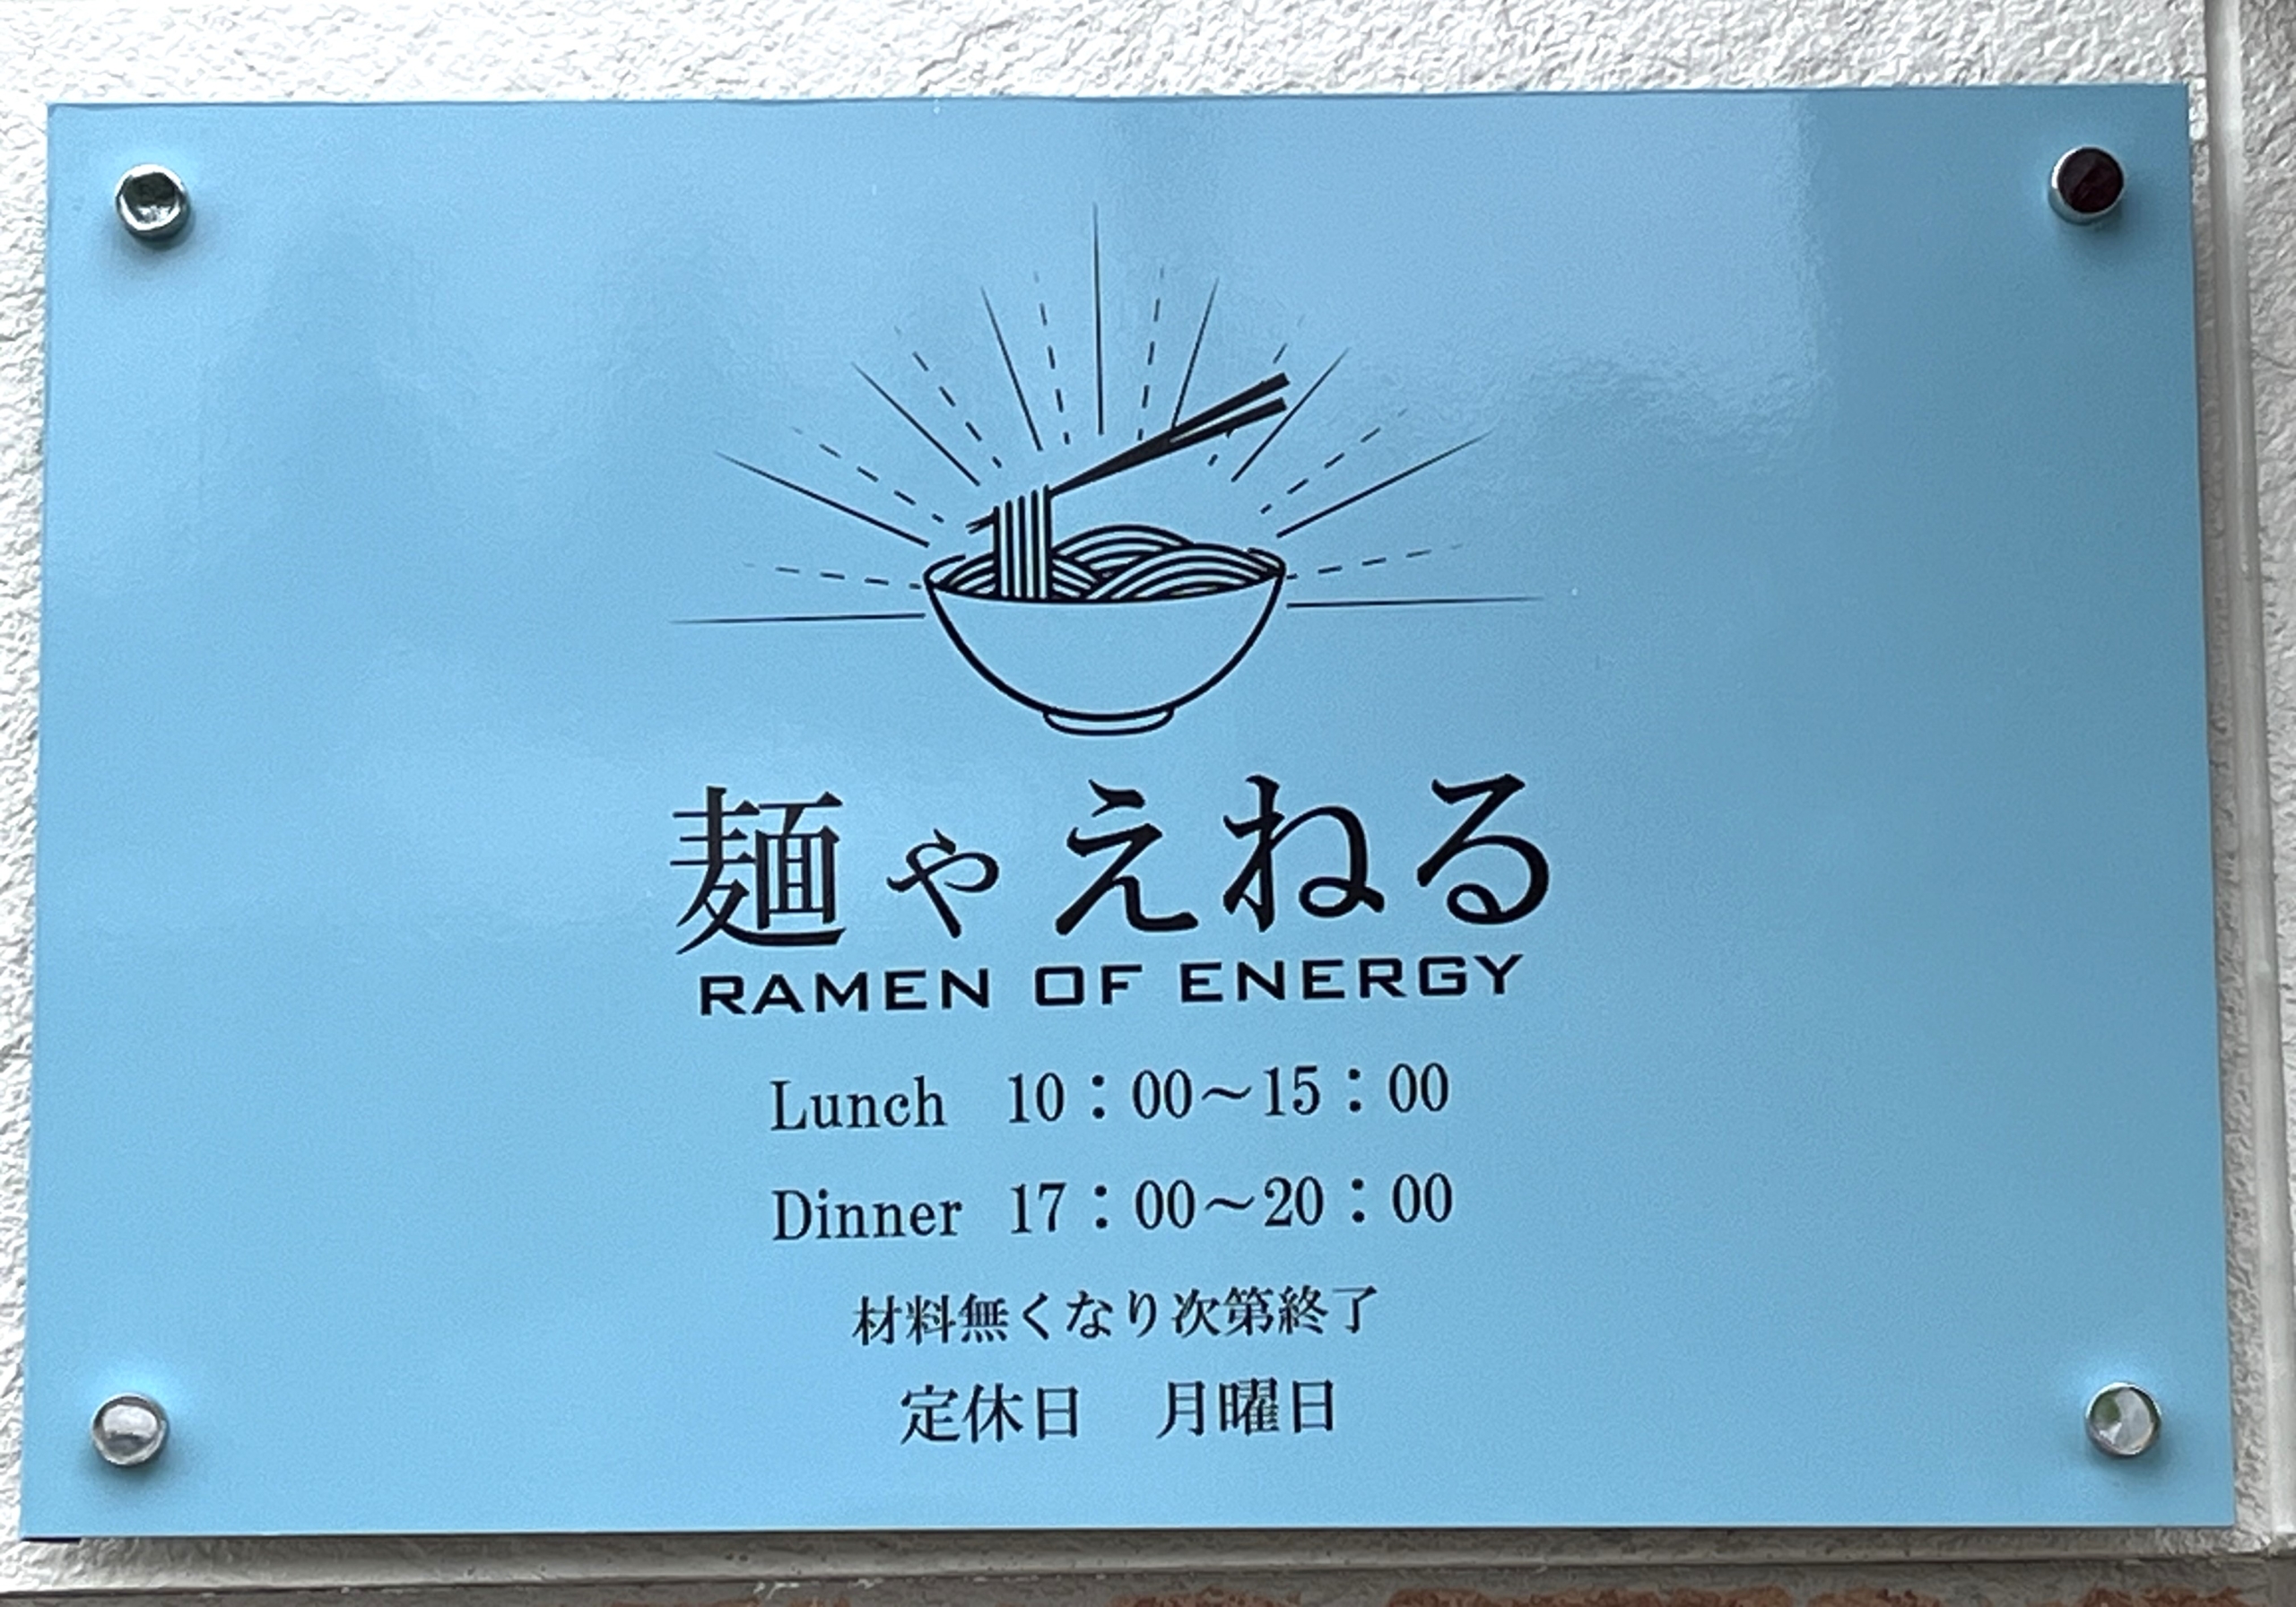 麺ゃえねる
RAMEN OF ENERGY
Lunch 10：00～15：00
Dinner 17：00～20：00
材料無くなり次第終了
定休日　月曜日